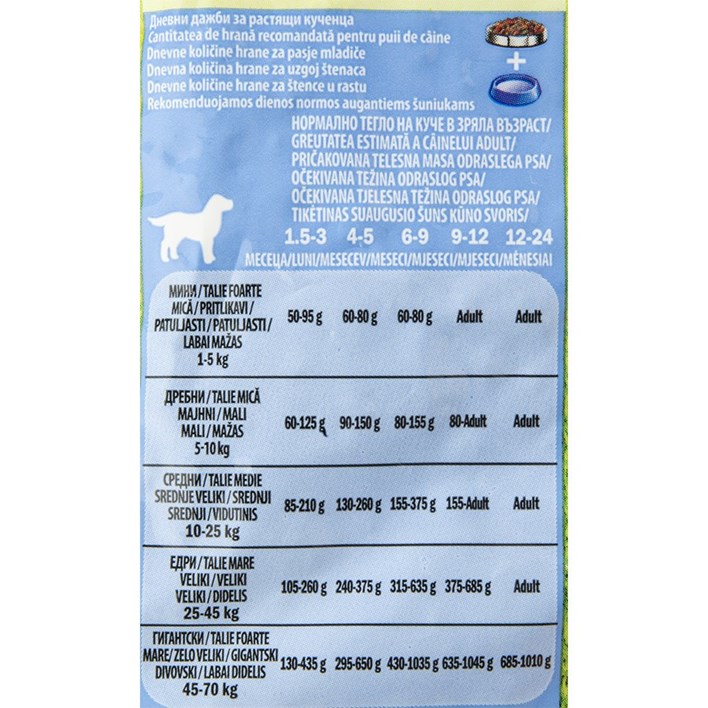 Дневни дажби за растящи кученца
Cantitatea de hrană recomandată pentru puii de câine
Dnevne količine hrane za pasje mladiče
Dnevna količina hrane za uzgoj štenaca
Dnevne količine hrane za štence u rastu
Rekomenduojamos dienos normos augantiems šuniukams
+
НОРМАЛНО ТЕГЛО НА КУЧЕ В ЗРЯЛА ВЪЗРАСТ/
GREUTATEA ESTIMATĂ A CÂINELUI ADULT/
PRIČAKOVANA TELESNA MASA ODRASLEGA PSA/
OČEKIVANA TEŽINA ODRASLOG PSA/
OČEKIVANA TJELESNA TEŽINA ODRASLOG PSA/
TIKĖTINAS SUAUGUSIO ŠUNS KŪNO SVORIS/
1.5-3 4-5 6-9 9-12 12-24
МЕСЕЦА/LUNI/MESECEV/MESECI/MJESECI/MJESECI/MĖNESIAI
МИНИ/TALIE FOARTE
MICĂ/PRITLIKAVI/
PATULJASTI/PATULJASTI/
LABAI MAŽAS
1-5 kg
50-95 g 60-80 g 60-80 g Adult Adult
ДРЕБНИ/TALIE MICĂ
MAJHNI/MALI
MALI/MAŽAS
5-10 kg
60-125 g 90-150 g 80-155 g 80-Adult Adult
СРЕДНИ/TALIE MEDIE
SREDNJE VELIKI/SREDNJI
SREDNJI/VIDUTINIS
10-25 kg
85-210 g 130-260 g 155-375 g 155-Adult Adult
ЕДРИ/TALIE MARE
VELIKI/VELIKI
VELIKI/DIDELIS
25-45 kg
105-260 g 240-375 g 315-635 g 375-685 g Adult
ГИГАНТСКИ/TALIE FOARTE
MARE/ZELO VELIKI/GIGANTSKI
DIVOVSKI/LABAI DIDELIS
45-70 kg
130-435 g 295-650 g 430-1035 g 635-1045 g 685-1010 g